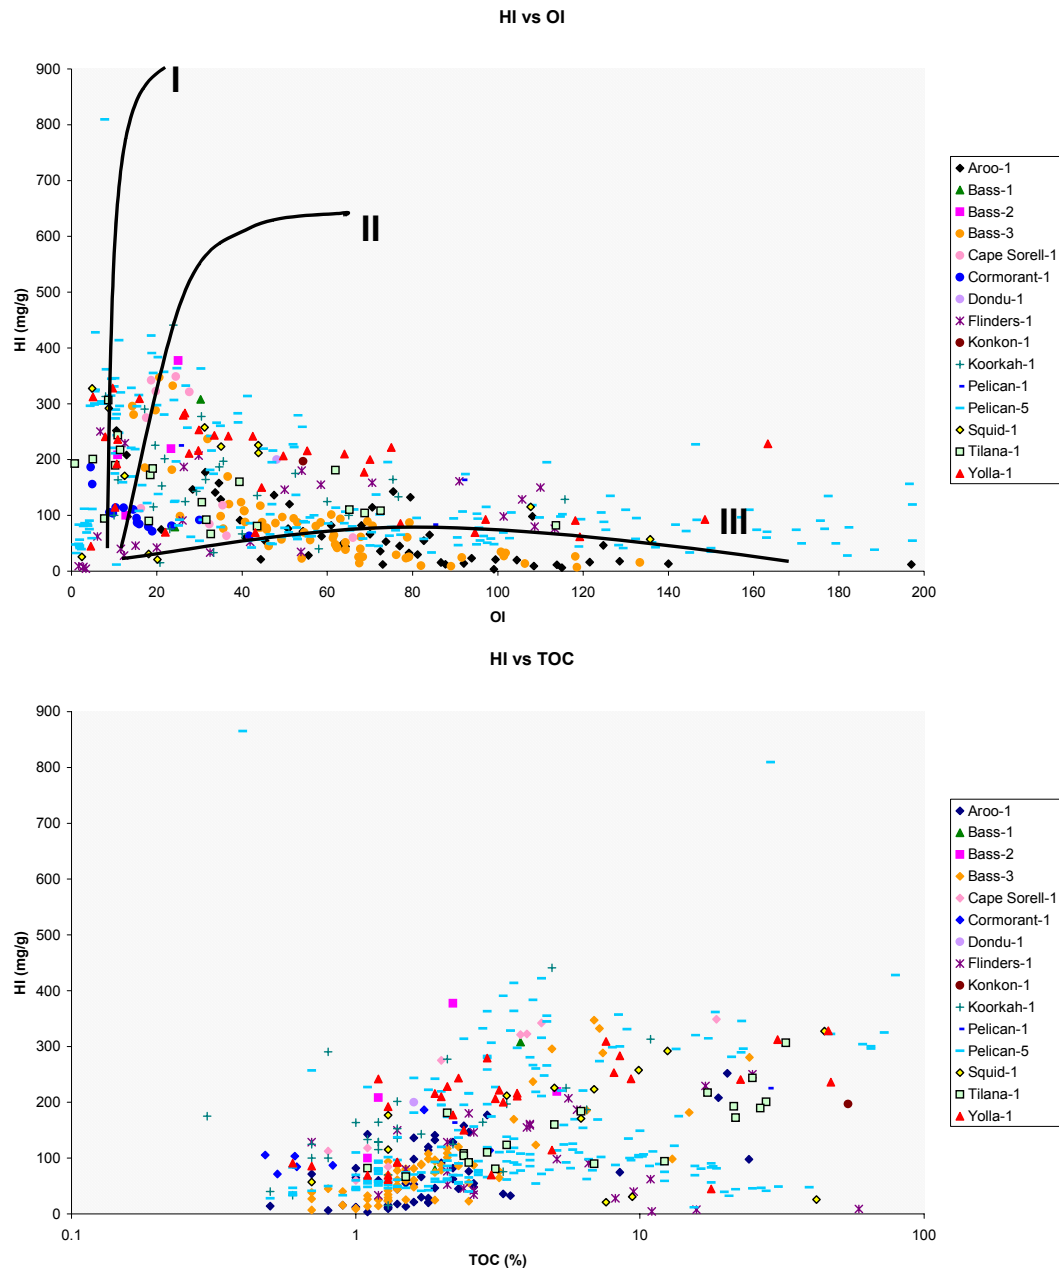 HI vs OI
900
800
700
600
500
400
300
200
100
0
HI (mg/g)
I
II
III
0
20
40
60
80
100
120
140
160
180
200
OI
Aroo-1
Bass-1
Bass-2
Bass-3
Cape Sorell-1
Cormorant-1
Dondu-1
Flinders-1
Konkon-1
Koorkah-1
Pelican-1
Pelican-5
Squid-1
Tilana-1
Yolla-1
HI vs TOC
900
800
700
600
500
400
300
200
100
0
HI (mg/g)
0.1
1
10
100
TOC (%)
Aroo-1
Bass-1
Bass-2
Bass-3
Cape Sorell-1
Cormorant-1
Dondu-1
Flinders-1
Konkon-1
Koorkah-1
Pelican-1
Pelican-5
Squid-1
Tilana-1
Yolla-1